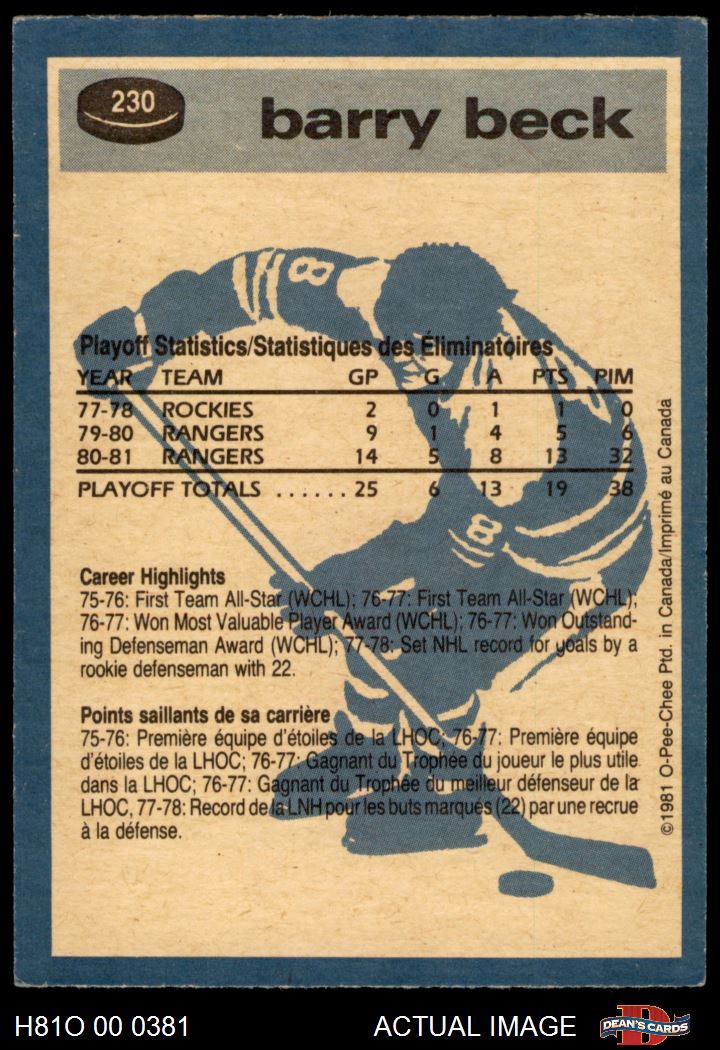 230
barry beck
8
Playoff Statistics/Statistiques des Éliminatoires
YEAR TEAM GP G A PTS PIM
77-78 ROCKIES 2 0 1 1 0
79-80 RANGERS 9 1 4 5 6
80-81 RANGERS 14 5 8 13 32
PLAYOFF TOTALS ...... 25 6 13 19 38
8
Career Highlights
75-76: First Team All-Star (WCHL); 76-77: First Team All-Star (WCHL);
76-77: Won Most Valuable Player Award (WCHL); 76-77: Won Outstand-
ing Defenseman Award (WCHL); 77-78: Set NHL record for goals by a
rookie defenseman with 22.
Points saillants de sa carrière
75-76: Première équipe d'étoiles de la LHOC; 76-77: Première équipe
d'étoiles de la LHOC; 76-77: Gagnant du Trophée du joueur le plus utile
dans la LHOC; 76-77: Gagnant du Trophée du meilleur défenseur de la
LHOC, 77-78: Record de la LNH pour les buts marqués (22) par une recrue
à la défense.
©1981 O-Pee-Chee Ptd. in Canada/Imprimé au Canada
H81O 00 0381
ACTUAL IMAGE
D
DEAN'S CARDS